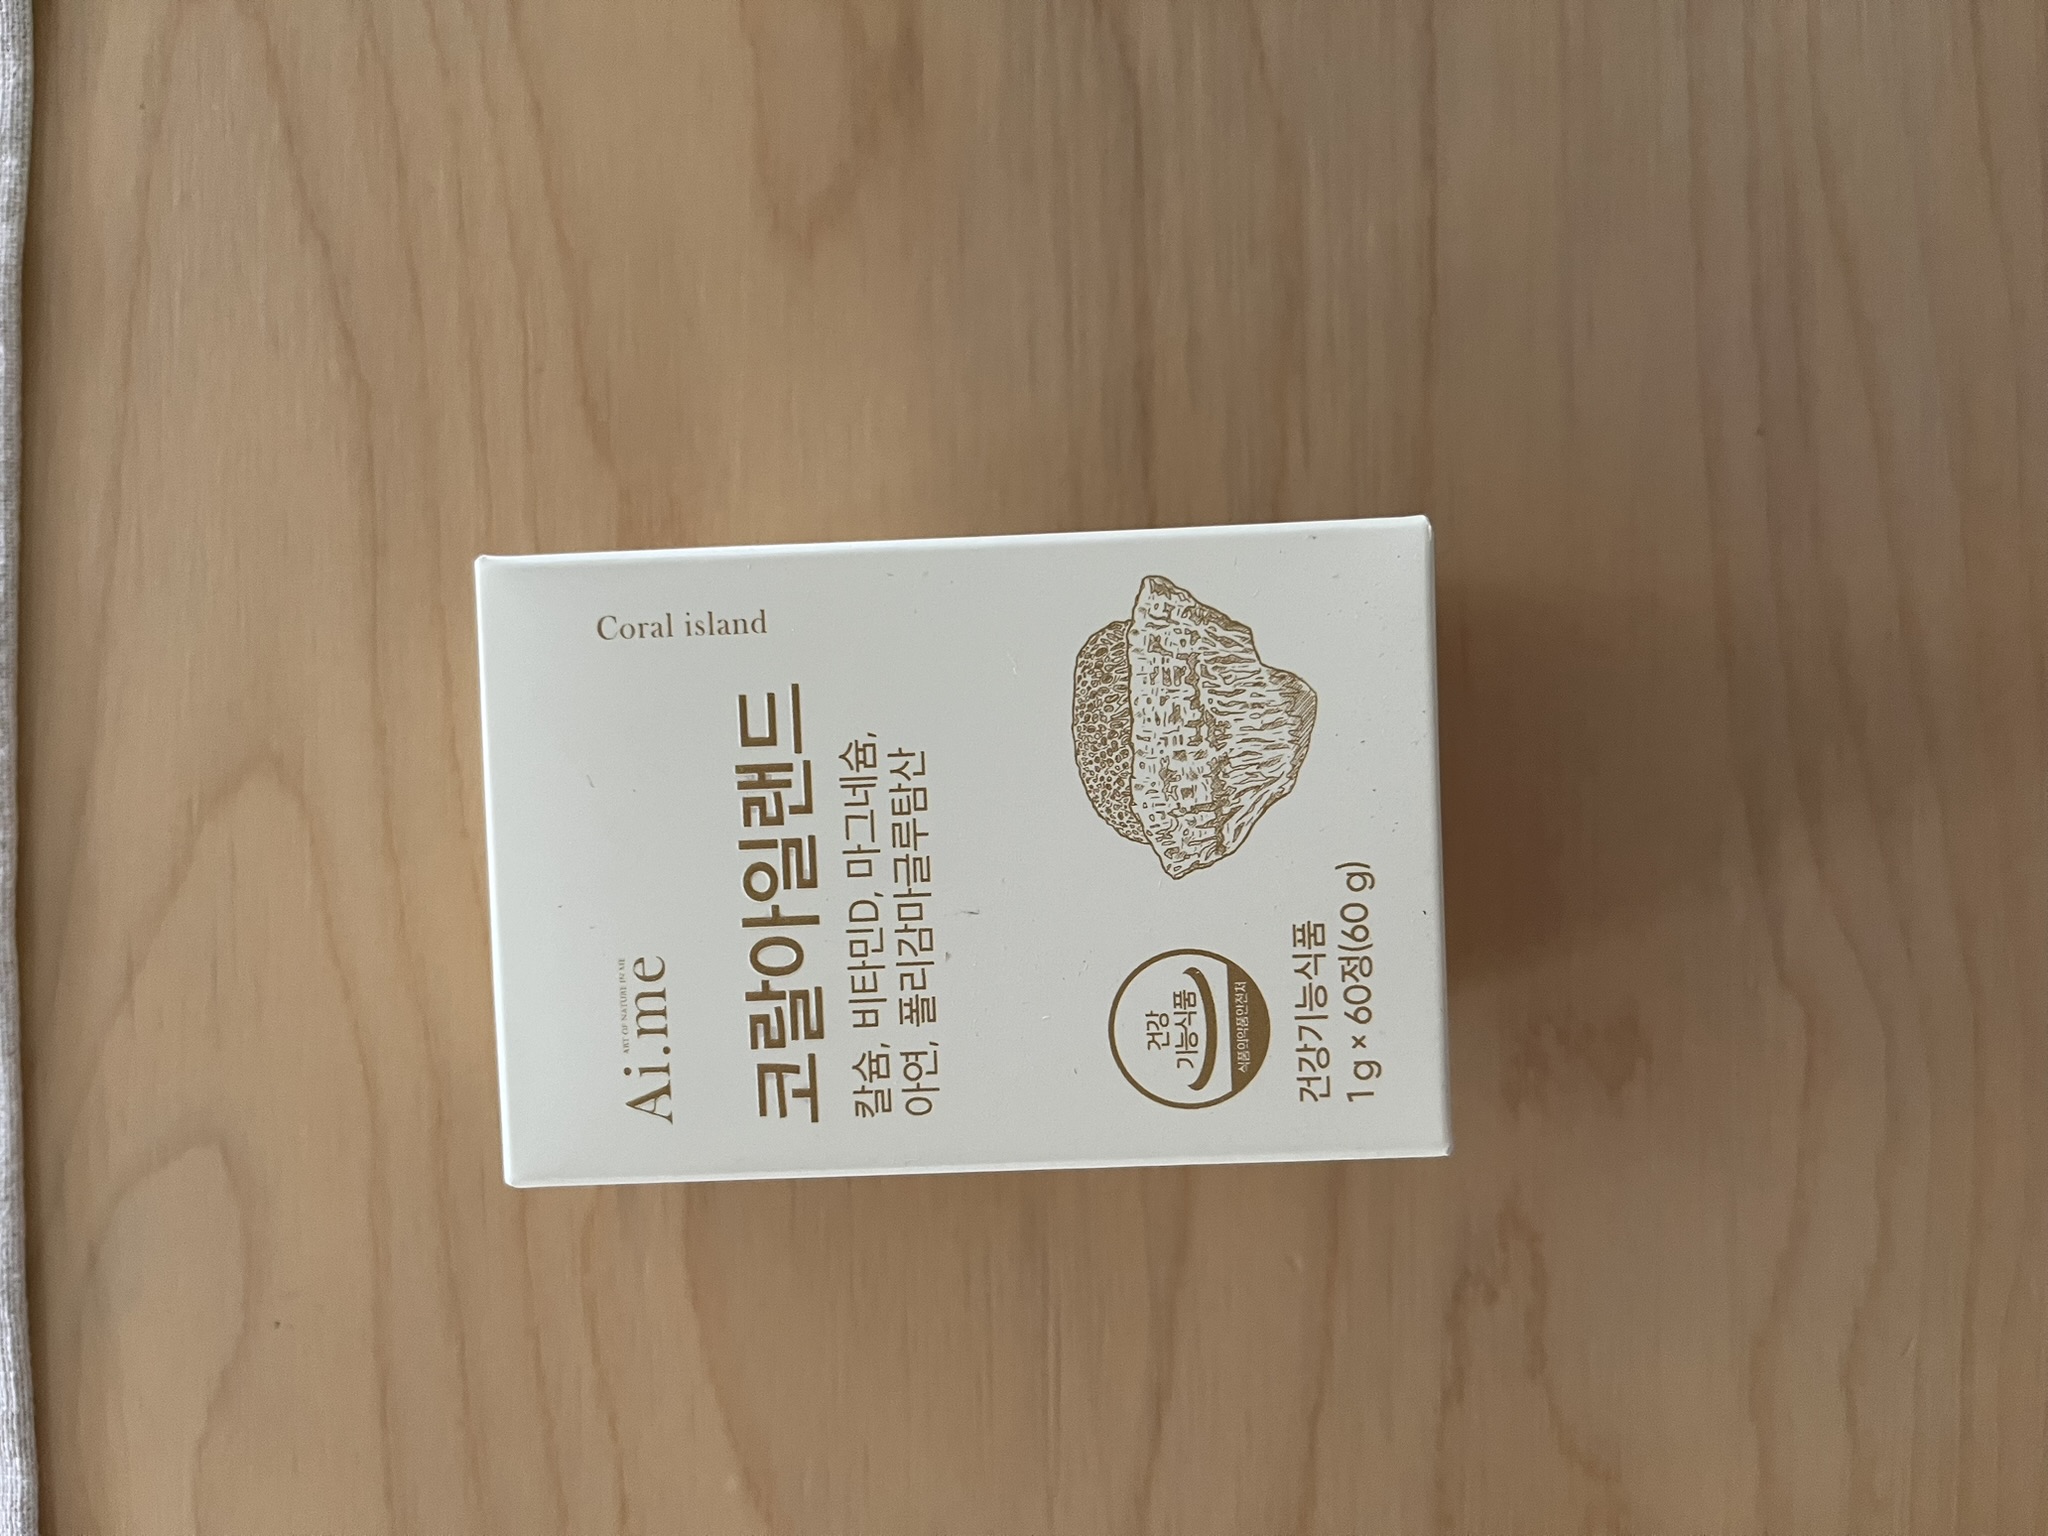 Coral island
ART OF NATURE IN ME
Ai.me
코랄아일랜드
칼슘, 비타민D, 마그네슘,
아연, 폴리감마글루탐산
건강
기능식품
식품의약품안전처
건강기능식품
1 g × 60정(60 g)